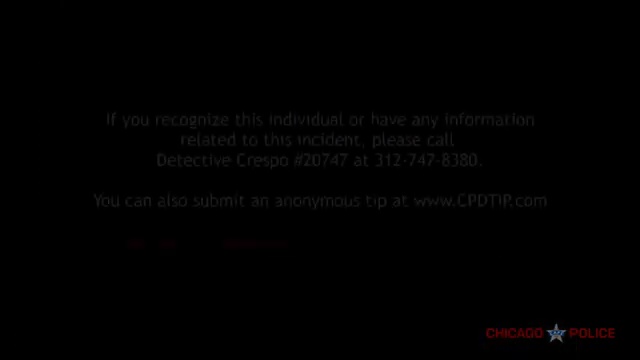 If you recognize this individual or have any information
related to this incident, please call
Detective Crespo #20747 at 312-747-8380.
You can also submit an anonymous tip at www.CPDTIP.com
CHICAGO POLICE